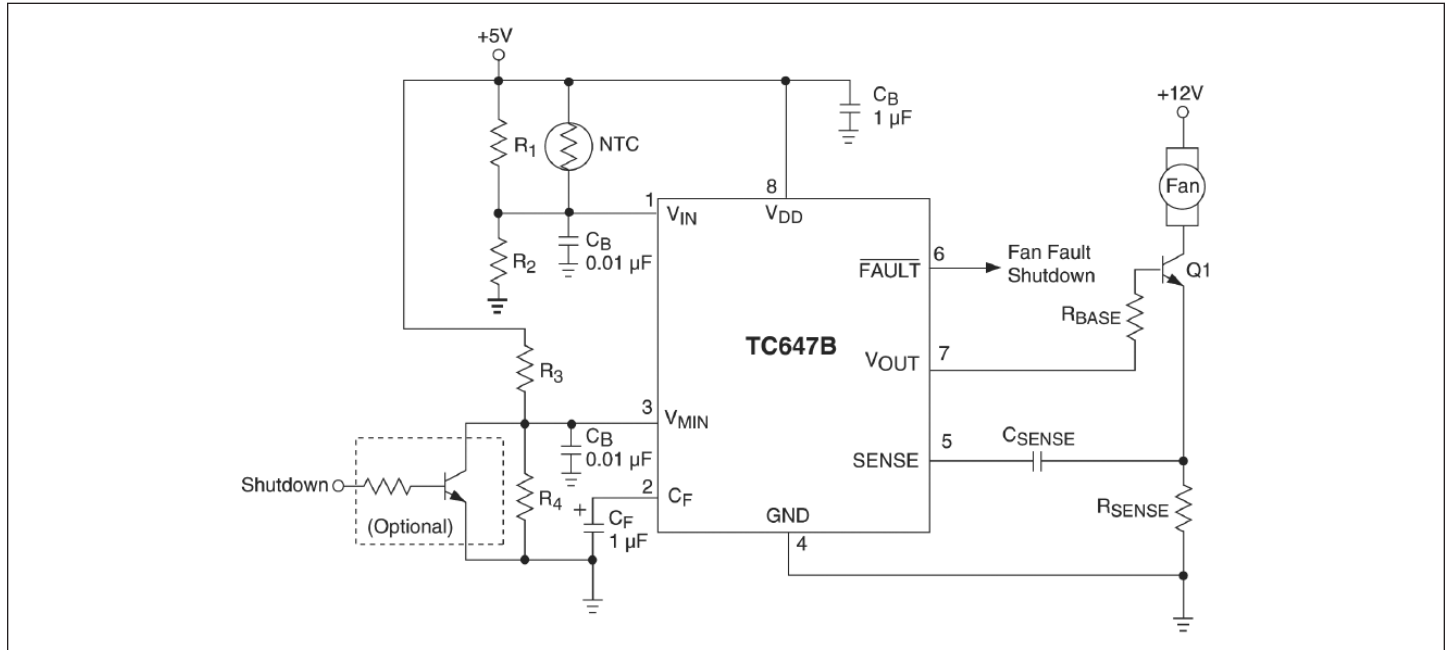 +5V
C_B
1 µF
+12V
R_1
NTC
Fan
8
V_DD
1
V_IN
C_B
0.01 µF
R_2
6
FAULT
Fan Fault
Shutdown
Q1
R_BASE
TC647B
R_3
7
V_OUT
3
V_MIN
C_B
0.01 µF
5
SENSE
C_SENSE
Shutdown
(Optional)
R_4
2
C_F
+
C_F
1 µF
GND
4
R_SENSE